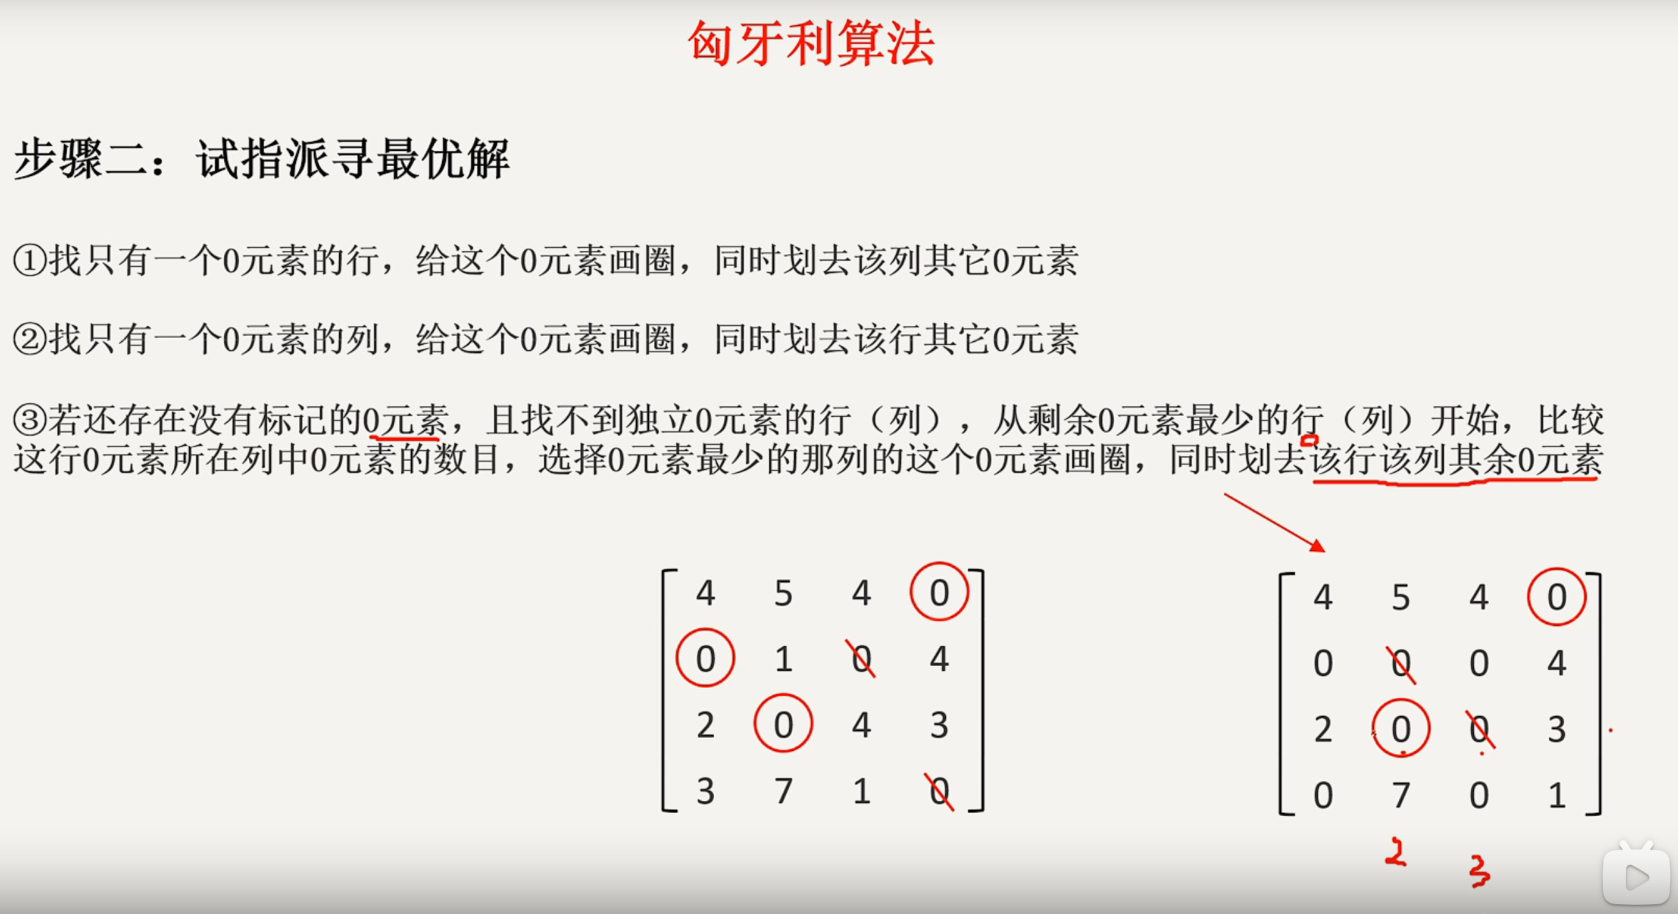 匈牙利算法
步骤二：试指派寻最优解
①找只有一个0元素的行，给这个0元素画圈，同时划去该列其它0元素
②找只有一个0元素的列，给这个0元素画圈，同时划去该行其它0元素
③若还存在没有标记的0元素，且找不到独立0元素的行（列），从剩余0元素最少的行（列）开始，比较
这行0元素所在列中0元素的数目，选择0元素最少的那列的这个0元素画圈，同时划去该行该列其余0元素
4 5 4 0
0 1 0 4
2 0 4 3
3 7 1 0
4 5 4 0
0 0 0 4
2 0 0 3
0 7 0 1
2 3